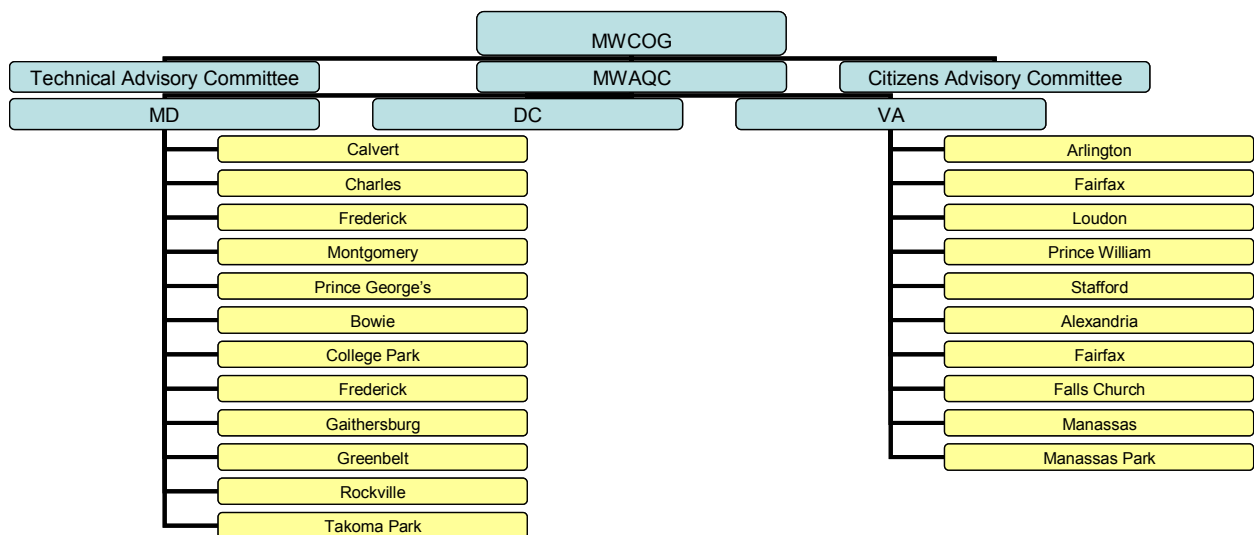 MWCOG
Technical Advisory Committee
MWAQC
Citizens Advisory Committee
MD
DC
VA
Calvert
Charles
Frederick
Montgomery
Prince George’s
Bowie
College Park
Frederick
Gaithersburg
Greenbelt
Rockville
Takoma Park
Arlington
Fairfax
Loudon
Prince William
Stafford
Alexandria
Fairfax
Falls Church
Manassas
Manassas Park